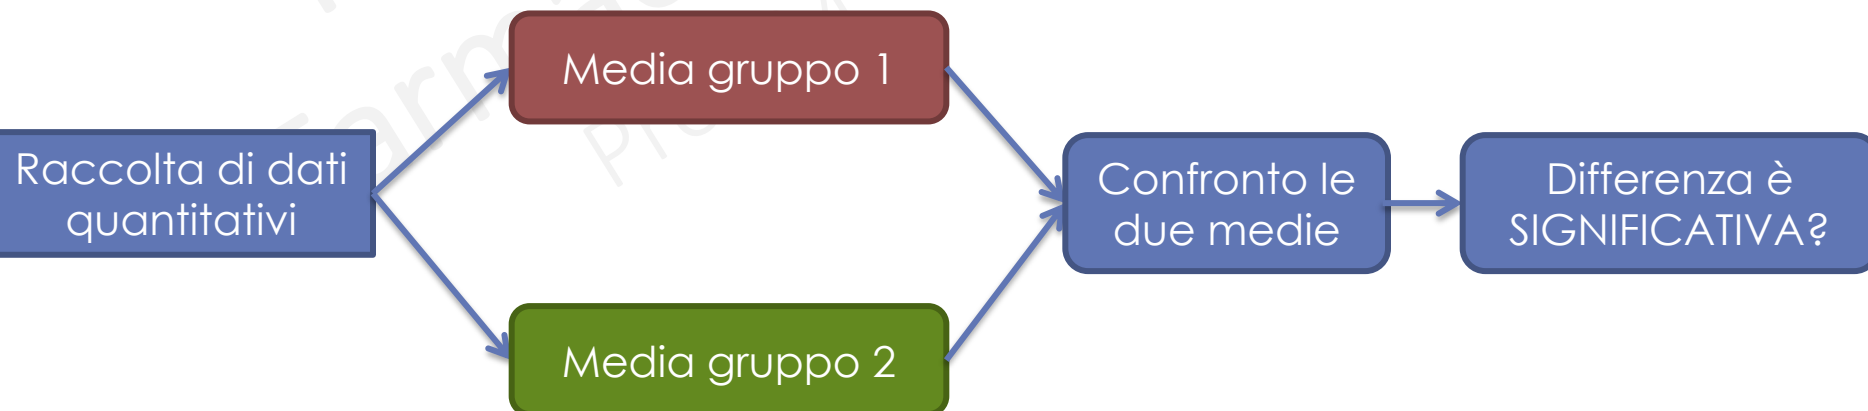 Media gruppo 1
Raccolta di dati
quantitativi
Confronto le
due medie
Differenza è
SIGNIFICATIVA?
Media gruppo 2